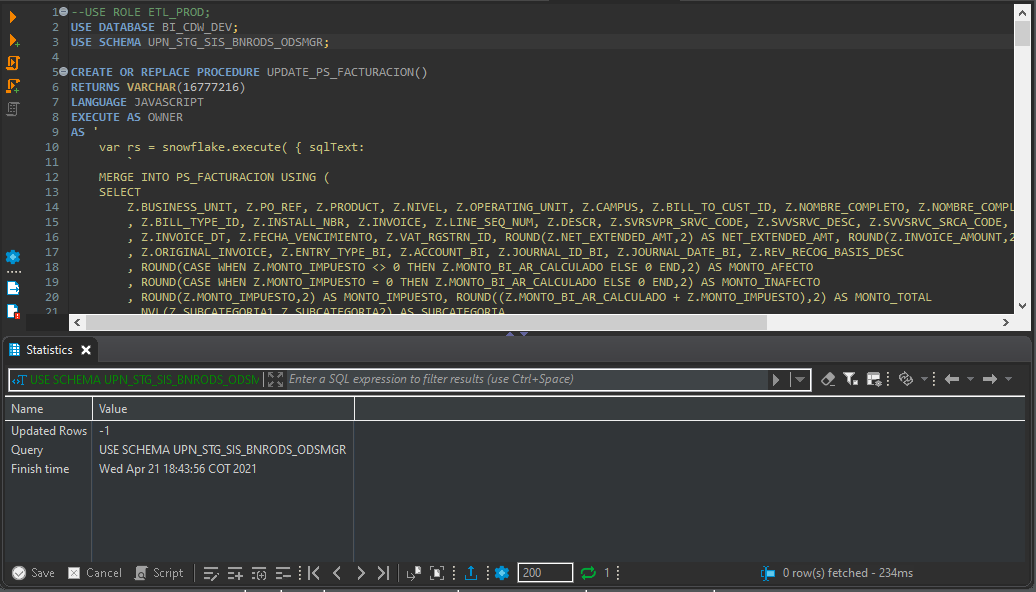 1 --USE ROLE ETL_PROD;
2 USE DATABASE BI_CDW_DEV;
3 USE SCHEMA UPN_STG_SIS_BNRODS_ODSMGR;
4
5 CREATE OR REPLACE PROCEDURE UPDATE_PS_FACTURACION()
6 RETURNS VARCHAR(16777216)
7 LANGUAGE JAVASCRIPT
8 EXECUTE AS OWNER
9 AS '
10 var rs = snowflake.execute( { sqlText:
11 `
12 MERGE INTO PS_FACTURACION USING (
13 SELECT
14 Z.BUSINESS_UNIT, Z.PO_REF, Z.PRODUCT, Z.NIVEL, Z.OPERATING_UNIT, Z.CAMPUS, Z.BILL_TO_CUST_ID, Z.NOMBRE_COMPLETO, Z.NOMBRE_COMPL
15 , Z.BILL_TYPE_ID, Z.INSTALL_NBR, Z.INVOICE, Z.LINE_SEQ_NUM, Z.DESCR, Z.SVRSVPR_SRVC_CODE, Z.SVVSRVC_DESC, Z.SVVSRVC_SRCA_CODE,
16 , Z.INVOICE_DT, Z.FECHA_VENCIMIENTO, Z.VAT_RGSTRN_ID, ROUND(Z.NET_EXTENDED_AMT,2) AS NET_EXTENDED_AMT, ROUND(Z.INVOICE_AMOUNT,2
17 , Z.ORIGINAL_INVOICE, Z.ENTRY_TYPE_BI, Z.ACCOUNT_BI, Z.JOURNAL_ID_BI, Z.JOURNAL_DATE_BI, Z.REV_RECOG_BASIS_DESC
18 , ROUND(CASE WHEN Z.MONTO_IMPUESTO <> 0 THEN Z.MONTO_BI_AR_CALCULADO ELSE 0 END,2) AS MONTO_AFECTO
19 , ROUND(CASE WHEN Z.MONTO_IMPUESTO = 0 THEN Z.MONTO_BI_AR_CALCULADO ELSE 0 END,2) AS MONTO_INAFECTO
20 , ROUND(Z.MONTO_IMPUESTO,2) AS MONTO_IMPUESTO, ROUND((Z.MONTO_BI_AR_CALCULADO + Z.MONTO_IMPUESTO),2) AS MONTO_TOTAL
21 NVL(Z.SUBCATEGORIA1,Z.SUBCATEGORIA2) AS SUBCATEGORIA
Statistics
USE SCHEMA UPN_STG_SIS_BNRODS_ODSM Enter a SQL expression to filter results (use Ctrl+Space)
Name Value
Updated Rows -1
Query USE SCHEMA UPN_STG_SIS_BNRODS_ODSMGR
Finish time Wed Apr 21 18:43:56 COT 2021
Save Cancel Script 200 1 0 row(s) fetched - 234ms